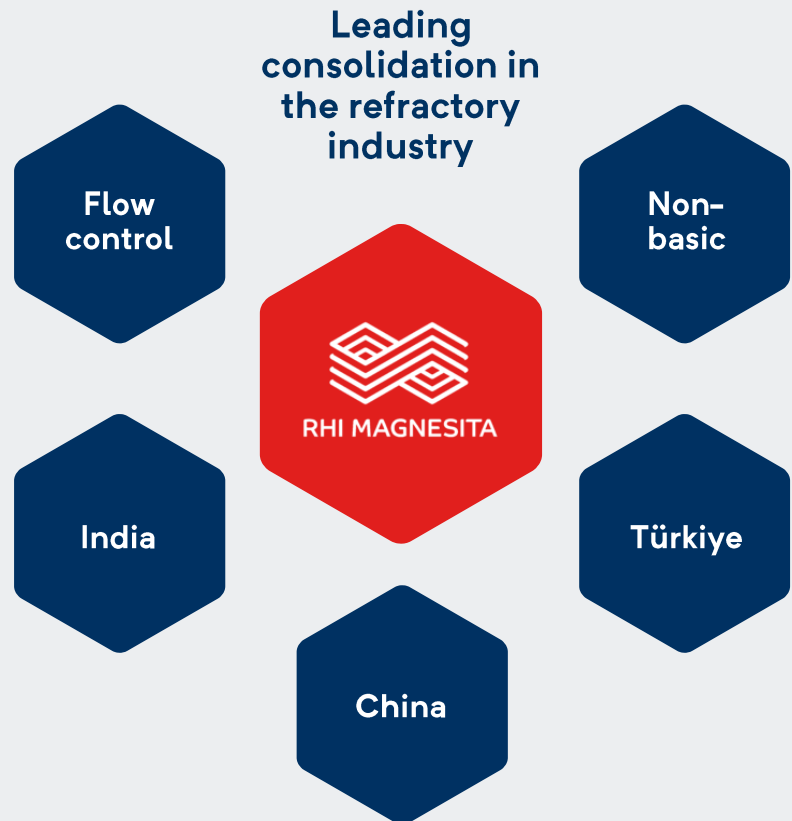 Leading
consolidation in
the refractory
industry
Flow
control
Non-
basic
RHI MAGNESITA
India
Türkiye
China